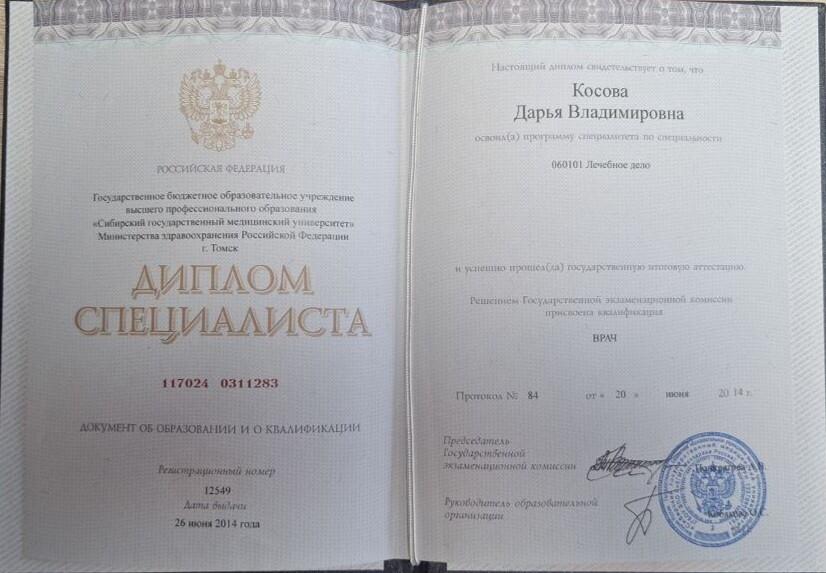 РОССИЙСКАЯ ФЕДЕРАЦИЯ
Государственное бюджетное образовательное учреждение
высшего профессионального образования
«Сибирский государственный медицинский университет»
Министерства здравоохранения Российской Федерации
г. Томск
ДИПЛОМ
СПЕЦИАЛИСТА
117024 0311283
ДОКУМЕНТ ОБ ОБРАЗОВАНИИ И О КВАЛИФИКАЦИИ
Регистрационный номер
12549
Дата выдачи
26 июня 2014 года
Настоящий диплом свидетельствует о том, что
Косова
Дарья Владимировна
освоил(а) программу специалитета по специальности
060101 Лечебное дело
и успешно прошел(ла) государственную итоговую аттестацию.
Решением Государственной экзаменационной комиссии
присвоена квалификация
ВРАЧ
Протокол № 84 от « 20 » июня 2014 г.
Председатель
Государственной
экзаменационной комиссии
Руководитель образовательной
организации